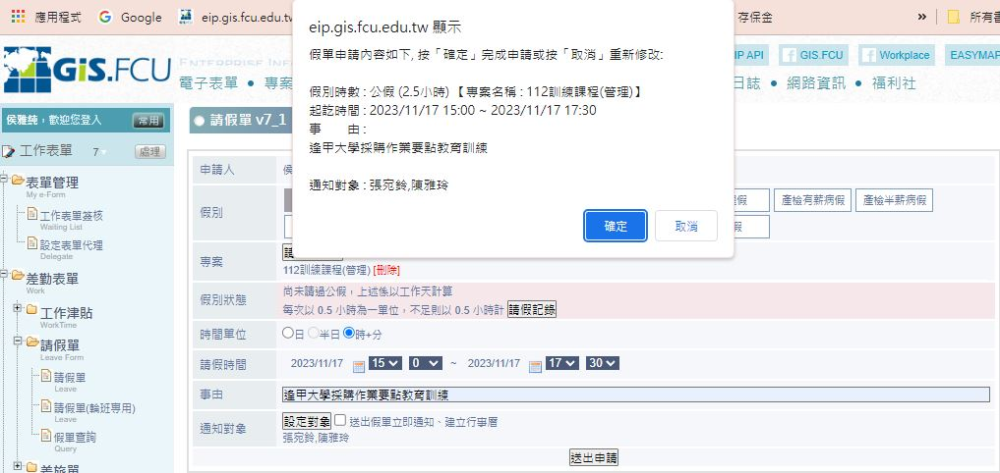 應用程式
Google
eip.gis.fcu.edu.tw
存保金
»
所有書
eip.gis.fcu.edu.tw 顯示
假單申請內容如下, 按「確定」完成申請或按「取消」重新修改:
假別時數 : 公假 (2.5小時) 【 專案名稱 : 112訓練課程(管理) 】
起訖時間 : 2023/11/17 15:00 ~ 2023/11/17 17:30
事 由 :
逢甲大學採購作業要點教育訓練
通知對象 : 張宛鈴,陳雅玲
確定
取消
GIS.FCU
ENTERPRISE INF
IP API
GIS.FCU
Workplace
EASYMAP
電子表單 ● 專案
日誌 ● 網路資訊 ● 福利社
侯雅純，歡迎您登入
常用
工作表單 7
處理
表單管理
My e-Form
工作表單簽核
Waiting List
設定表單代理
Delegate
差勤表單
Work
工作津貼
WorkTime
請假單
Leave Form
請假單
Leave
請假單(輪班專用)
Leave
假單查詢
Query
差旅單
請假單 v7_1
申請人
假別
產檢有薪病假
產檢半薪病假
專案
112訓練課程(管理) [刪除]
假別狀態
尚未請過公假，上述係以工作天計算
每次以 0.5 小時為一單位，不足則以 0.5 小時計 請假記錄
時間單位
日 半日 時+分
請假時間
2023/11/17 15 0 ~ 2023/11/17 17 30
事由
逢甲大學採購作業要點教育訓練
通知對象
設定對象 送出假單立即通知、建立行事曆
張宛鈴,陳雅玲
送出申請